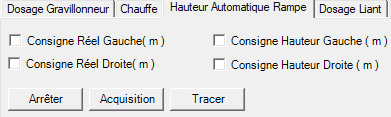 Dosage Gravillonneur Chauffe Hauteur Automatique Rampe Dosage Liant
Consigne Réel Gauche( m ) Consigne Hauteur Gauche ( m )
Consigne Réel Droite( m ) Consigne Hauteur Droite ( m )
Arrêter Acquisition Tracer